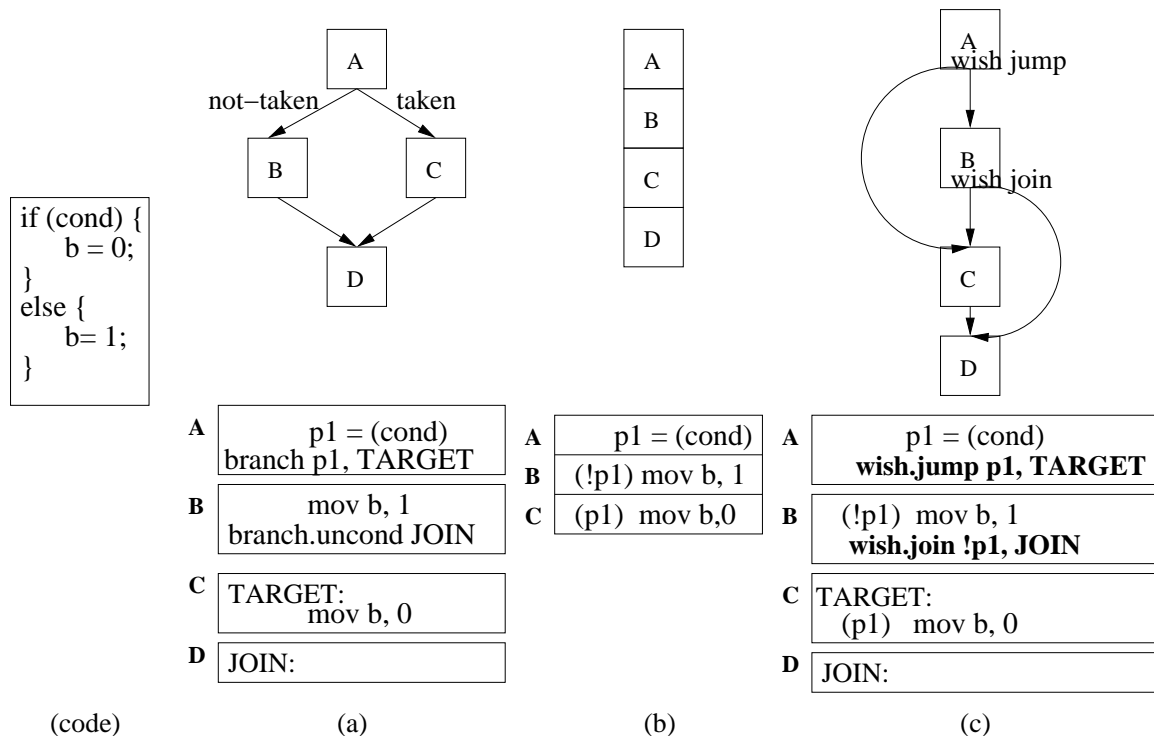 if (cond) {
b = 0;
}
else {
b= 1;
}
(code)
A
not−taken
taken
B
C
D
A
p1 = (cond)
branch p1, TARGET
B
mov b, 1
branch.uncond JOIN
C
TARGET:
mov b, 0
D
JOIN:
(a)
A
B
C
D
A
p1 = (cond)
B
(!p1) mov b, 1
C
(p1) mov b,0
(b)
A
wish jump
B
wish join
C
D
A
p1 = (cond)
wish.jump p1, TARGET
B
(!p1) mov b, 1
wish.join !p1, JOIN
C
TARGET:
(p1) mov b, 0
D
JOIN:
(c)